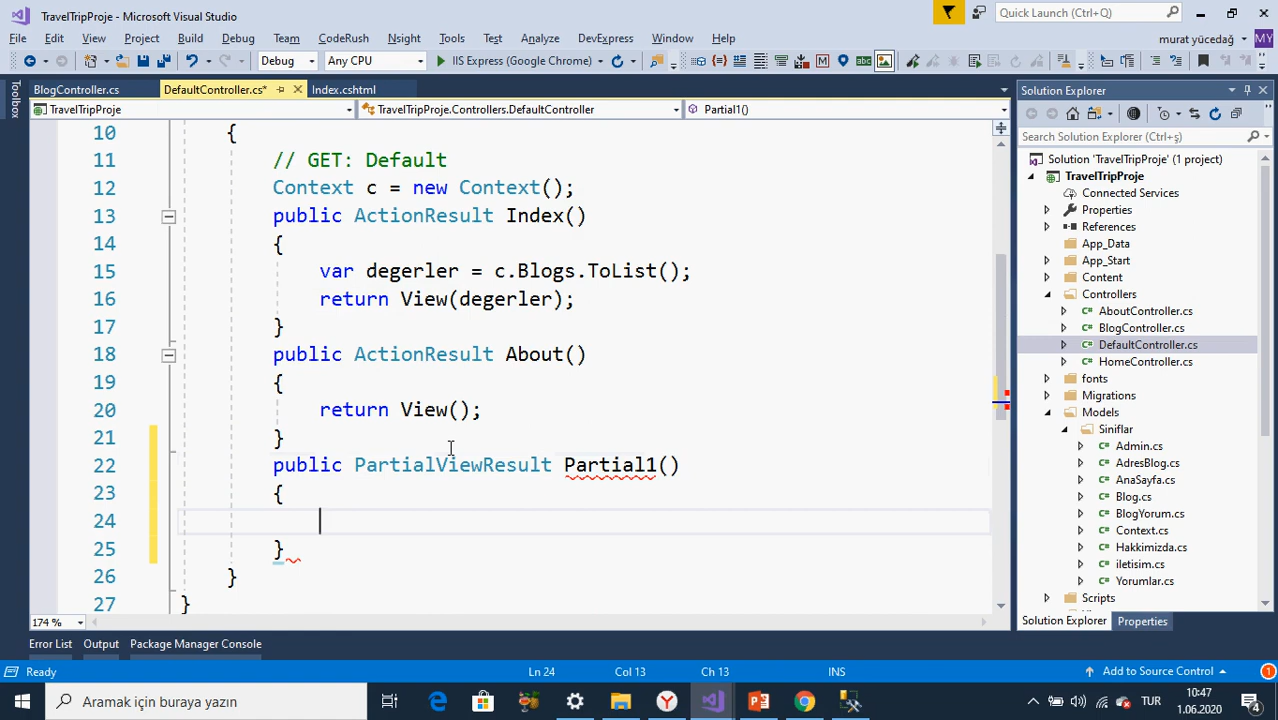 TravelTripProje - Microsoft Visual Studio
Quick Launch (Ctrl+Q)
File Edit View Project Build Debug Team CodeRush Nsight Tools Test Analyze DevExpress Window Help
murat yücedağ MY
Debug Any CPU IIS Express (Google Chrome)
Toolbox
BlogController.cs DefaultController.cs* Index.cshtml
TravelTripProje TravelTripProje.Controllers.DefaultController Partial1()
10 {
11 // GET: Default
12 Context c = new Context();
13 public ActionResult Index()
14 {
15 var degerler = c.Blogs.ToList();
16 return View(degerler);
17 }
18 public ActionResult About()
19 {
20 return View();
21 }
22 public PartialViewResult Partial1()
23 {
24
25 }
26 }
27 }
174 %
Solution Explorer
Search Solution Explorer (Ctrl+ş)
Solution 'TravelTripProje' (1 project)
TravelTripProje
Connected Services
Properties
References
App_Data
App_Start
Content
Controllers
AboutController.cs
BlogController.cs
DefaultController.cs
HomeController.cs
fonts
Migrations
Models
Siniflar
Admin.cs
AdresBlog.cs
AnaSayfa.cs
Blog.cs
BlogYorum.cs
Context.cs
Hakkimizda.cs
iletisim.cs
Yorumlar.cs
Scripts
Solution Explorer Properties
Error List Output Package Manager Console
Ready Ln 24 Col 13 Ch 13 INS Add to Source Control 1
Aramak için buraya yazın
TUR 10:47
1.06.2020
4